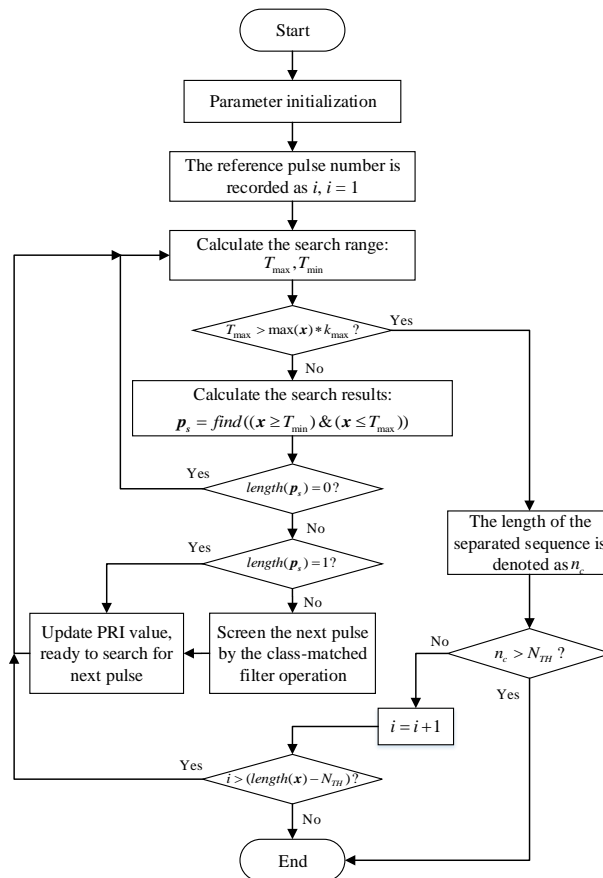 Start
Parameter initialization
The reference pulse number is
recorded as i, i = 1
Calculate the search range:
T_max, T_min
T_max > max(x)*k_max ?
Yes
No
Calculate the search results:
p_s = find((x ≥ T_min) & (x ≤ T_max))
Yes
length(p_s) = 0?
No
The length of the
separated sequence is
denoted as n_c
Yes
length(p_s) = 1?
No
Update PRI value,
ready to search for
next pulse
Screen the next pulse
by the class-matched
filter operation
No
n_c > N_TH ?
Yes
i = i+1
Yes
i > (length(x) − N_TH)?
No
End